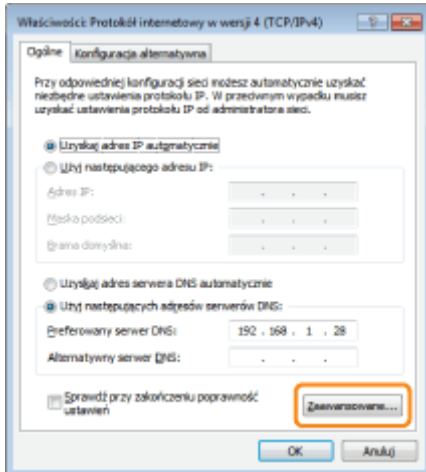 Właściwości: Protokół internetowy w wersji 4 (TCP/IPv4)
Ogólne Konfiguracja alternatywna
Przy odpowiedniej konfiguracji sieci możesz automatycznie uzyskać
niezbędne ustawienia protokołu IP. W przeciwnym wypadku musisz
uzyskać ustawienia protokołu IP od administratora sieci.
Uzyskaj adres IP automatycznie
Użyj następującego adresu IP:
Adres IP:
Maska podsieci:
Brama domyślna:
Uzyskaj adres serwera DNS automatycznie
Użyj następujących adresów serwerów DNS:
Preferowany serwer DNS: 192 . 168 . 1 . 28
Alternatywny serwer DNS:
Sprawdź przy zakończeniu poprawność
ustawień
Zaawansowane...
OK Anuluj